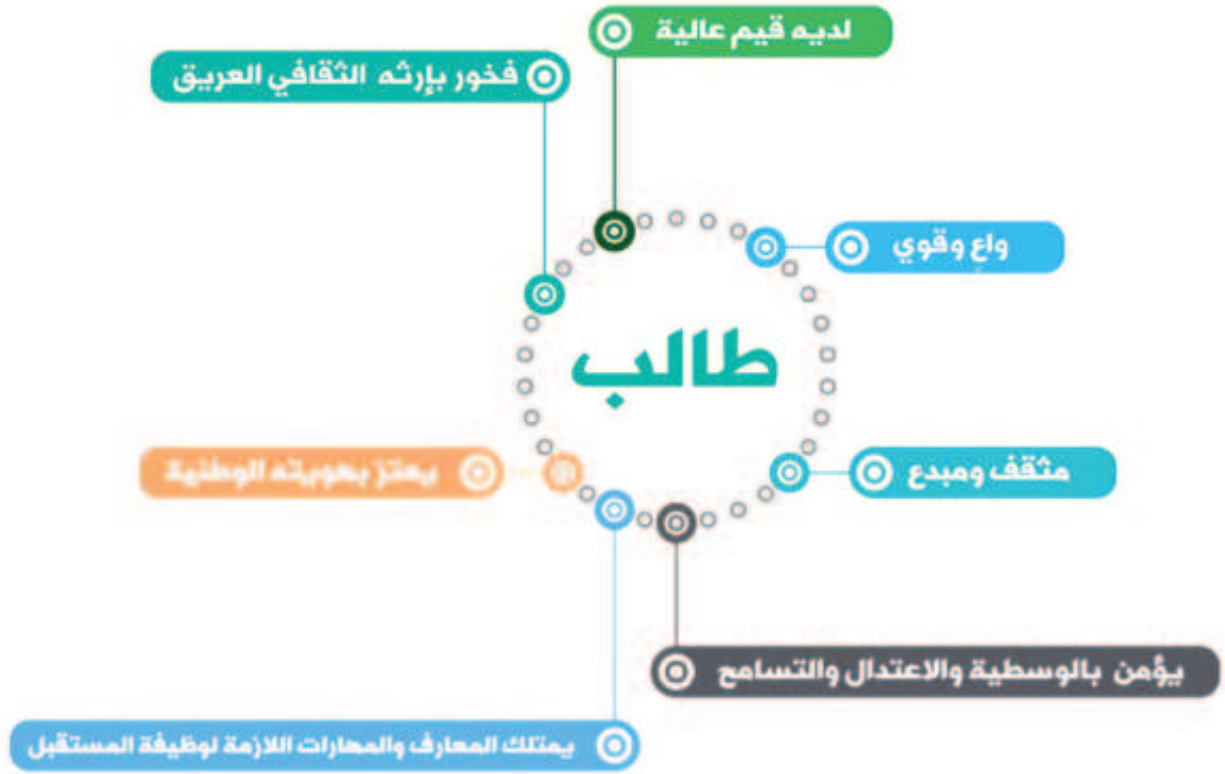 لديه قيم عالية
فخور بإرثه الثقافي العريق
واعٍ وقوي
طالب
يعتز بهويته الوطنية
مثقف ومبدع
يؤمن بالوسطية والاعتدال والتسامح
يمتلك المعارف والمهارات اللازمة لوظيفة المستقبل